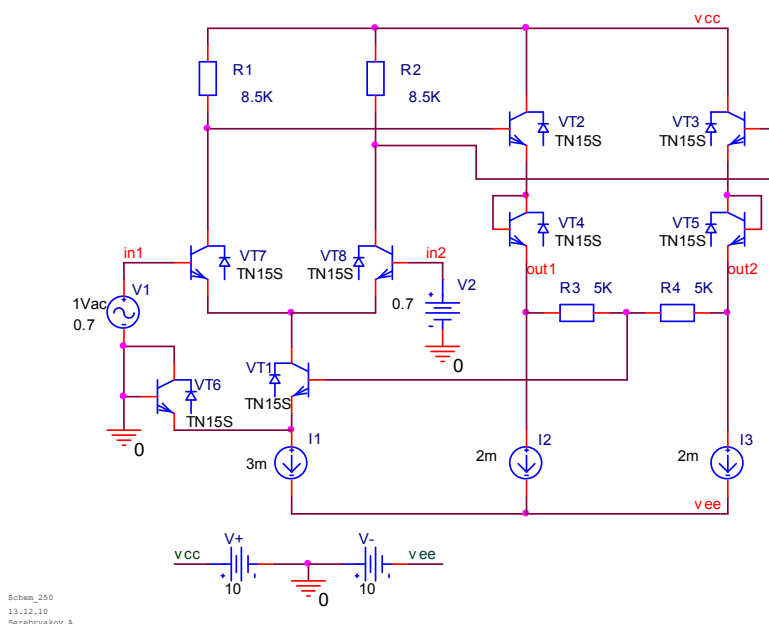 vcc
R1
8.5K
R2
8.5K
VT2
TN15S
VT3
TN15S
VT4
TN15S
VT5
TN15S
in1
VT7
TN15S
VT8
TN15S
in2
V2
0.7
0
out1
out2
R3 5K
R4 5K
1Vac
0.7
V1
VT6
TN15S
0
VT1
TN15S
I1
3m
I2
2m
I3
2m
vee
vcc
V+
10
0
V-
10
vee
Schem_250
13.12.10
Serebryakov A